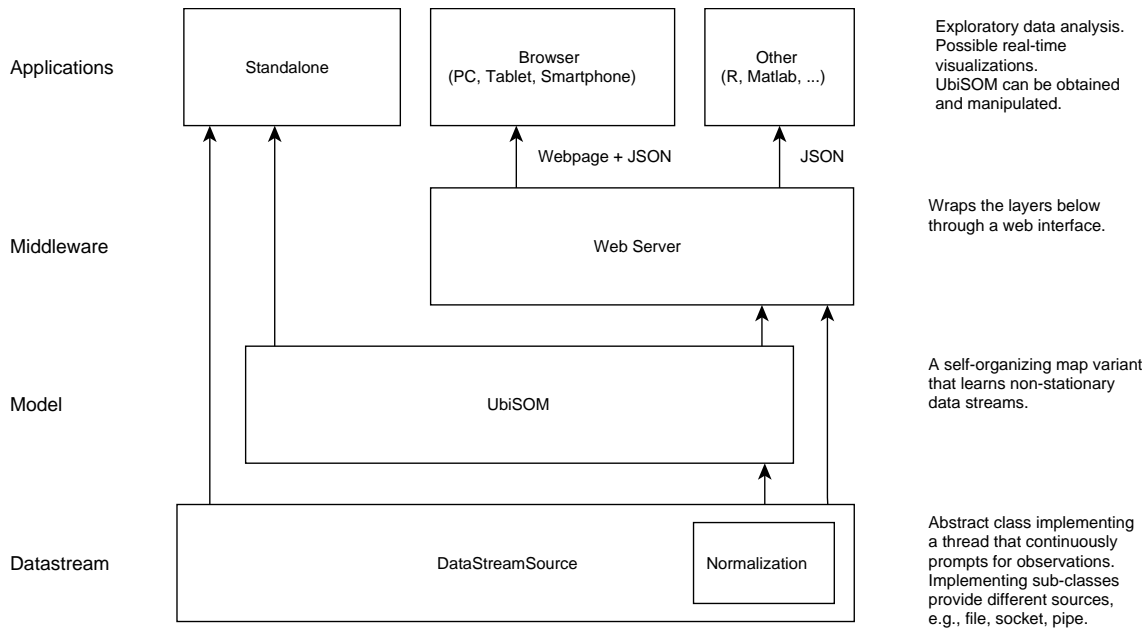 Applications
Standalone
Browser
(PC, Tablet, Smartphone)
Other
(R, Matlab, ...)
Exploratory data analysis.
Possible real-time
visualizations.
UbiSOM can be obtained
and manipulated.
Webpage + JSON
JSON
Middleware
Web Server
Wraps the layers below
through a web interface.
Model
UbiSOM
A self-organizing map variant
that learns non-stationary
data streams.
Datastream
DataStreamSource
Normalization
Abstract class implementing
a thread that continuously
prompts for observations.
Implementing sub-classes
provide different sources,
e.g., file, socket, pipe.